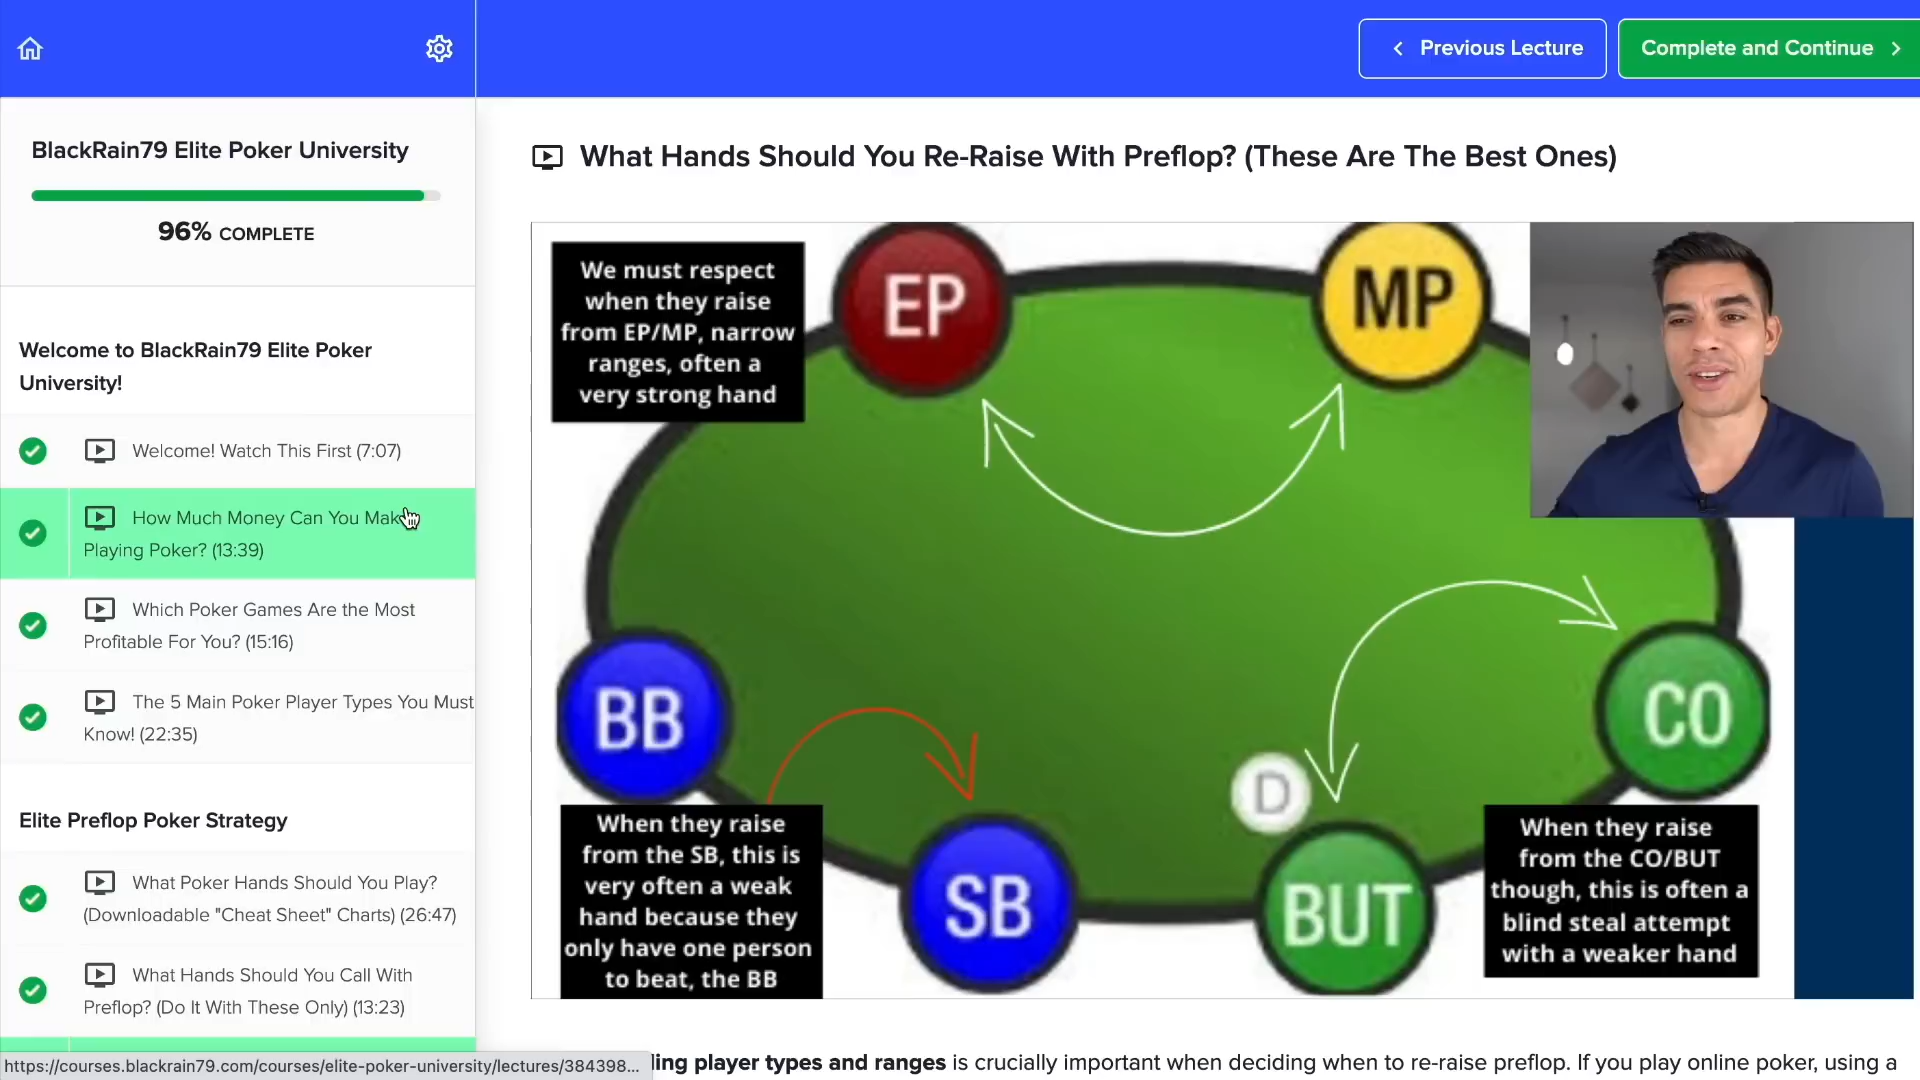 Previous Lecture
Complete and Continue
BlackRain79 Elite Poker University
96% COMPLETE
Welcome to BlackRain79 Elite Poker
University!
Welcome! Watch This First (7:07)
How Much Money Can You Mak
Playing Poker? (13:39)
Which Poker Games Are the Most
Profitable For You? (15:16)
The 5 Main Poker Player Types You Must
Know! (22:35)
Elite Preflop Poker Strategy
What Poker Hands Should You Play?
(Downloadable "Cheat Sheet" Charts) (26:47)
What Hands Should You Call With
Preflop? (Do It With These Only) (13:23)
https://courses.blackrain79.com/courses/elite-poker-university/lectures/384398...
What Hands Should You Re-Raise With Preflop? (These Are The Best Ones)
We must respect
when they raise
from EP/MP, narrow
ranges, often a
very strong hand
EP
MP
BB
CO
D
SB
BUT
When they raise
from the SB, this is
very often a weak
hand because they
only have one person
to beat, the BB
When they raise
from the CO/BUT
though, this is often a
blind steal attempt
with a weaker hand
ling player types and ranges is crucially important when deciding when to re-raise preflop. If you play online poker, using a